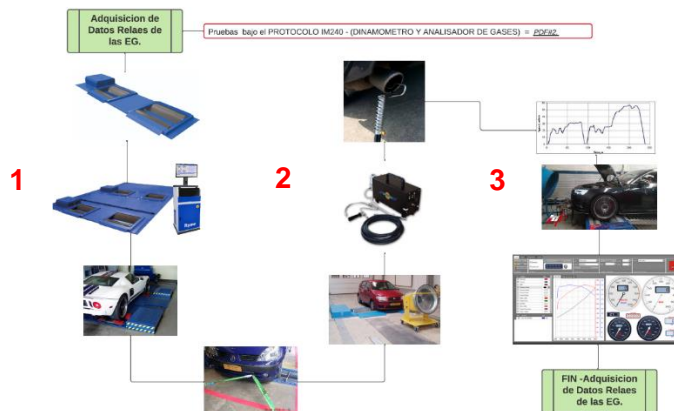 Adquisicion de
Datos Relaes de
las EG.
Pruebas bajo el PROTOCOLO IM240 - (DINAMOMETRO Y ANALISADOR DE GASES) = PDF#2.
1
2
3
FIN -Adquisicion
de Datos Relaes
de las EG.